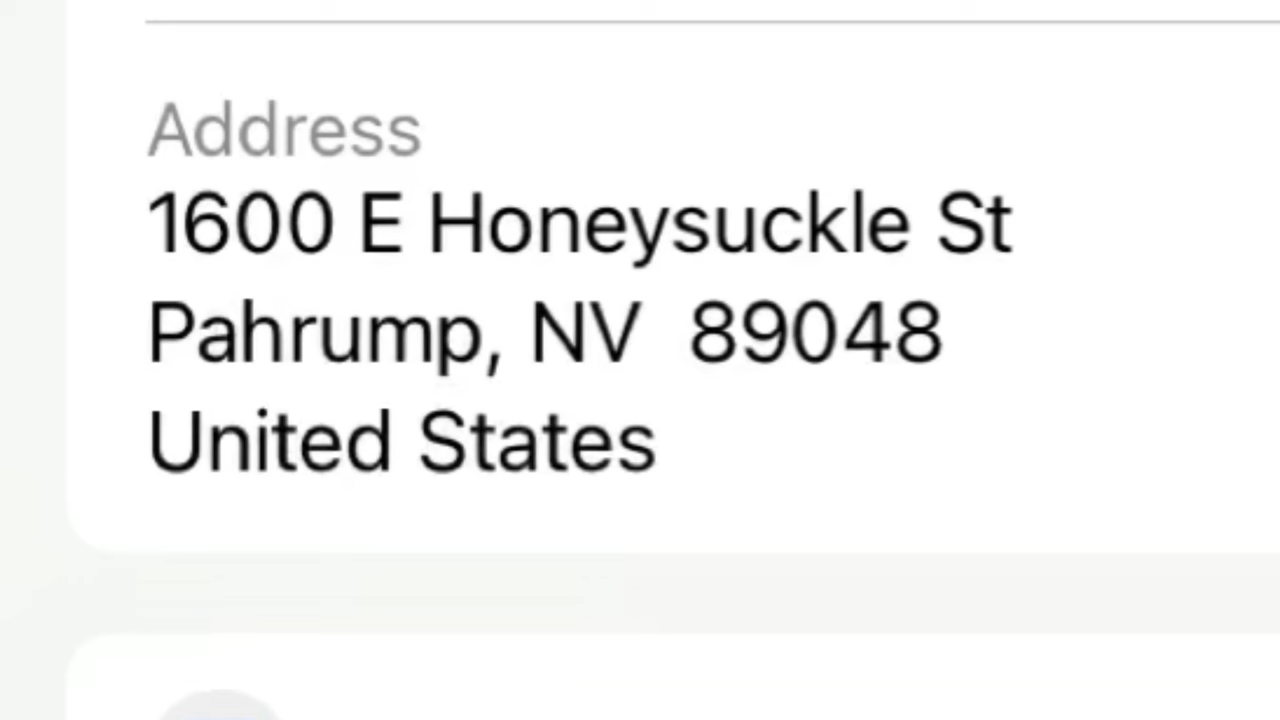 Address
1600 E Honeysuckle St
Pahrump, NV  89048
United States